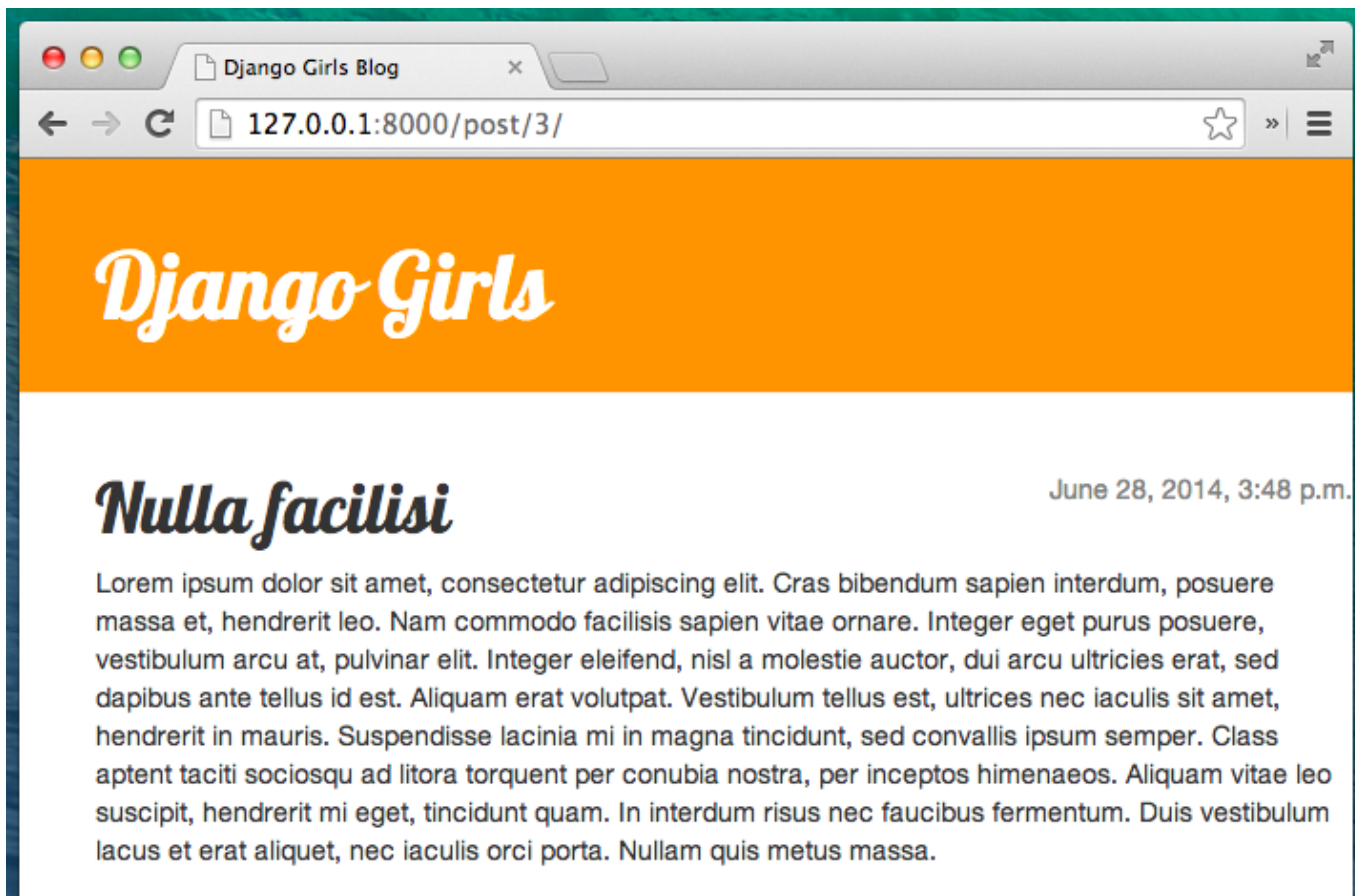 Django Girls Blog
127.0.0.1:8000/post/3/
Django Girls
Nulla facilisi
June 28, 2014, 3:48 p.m.
Lorem ipsum dolor sit amet, consectetur adipiscing elit. Cras bibendum sapien interdum, posuere
massa et, hendrerit leo. Nam commodo facilisis sapien vitae ornare. Integer eget purus posuere,
vestibulum arcu at, pulvinar elit. Integer eleifend, nisl a molestie auctor, dui arcu ultricies erat, sed
dapibus ante tellus id est. Aliquam erat volutpat. Vestibulum tellus est, ultrices nec iaculis sit amet,
hendrerit in mauris. Suspendisse lacinia mi in magna tincidunt, sed convallis ipsum semper. Class
aptent taciti sociosqu ad litora torquent per conubia nostra, per inceptos himenaeos. Aliquam vitae leo
suscipit, hendrerit mi eget, tincidunt quam. In interdum risus nec faucibus fermentum. Duis vestibulum
lacus et erat aliquet, nec iaculis orci porta. Nullam quis metus massa.